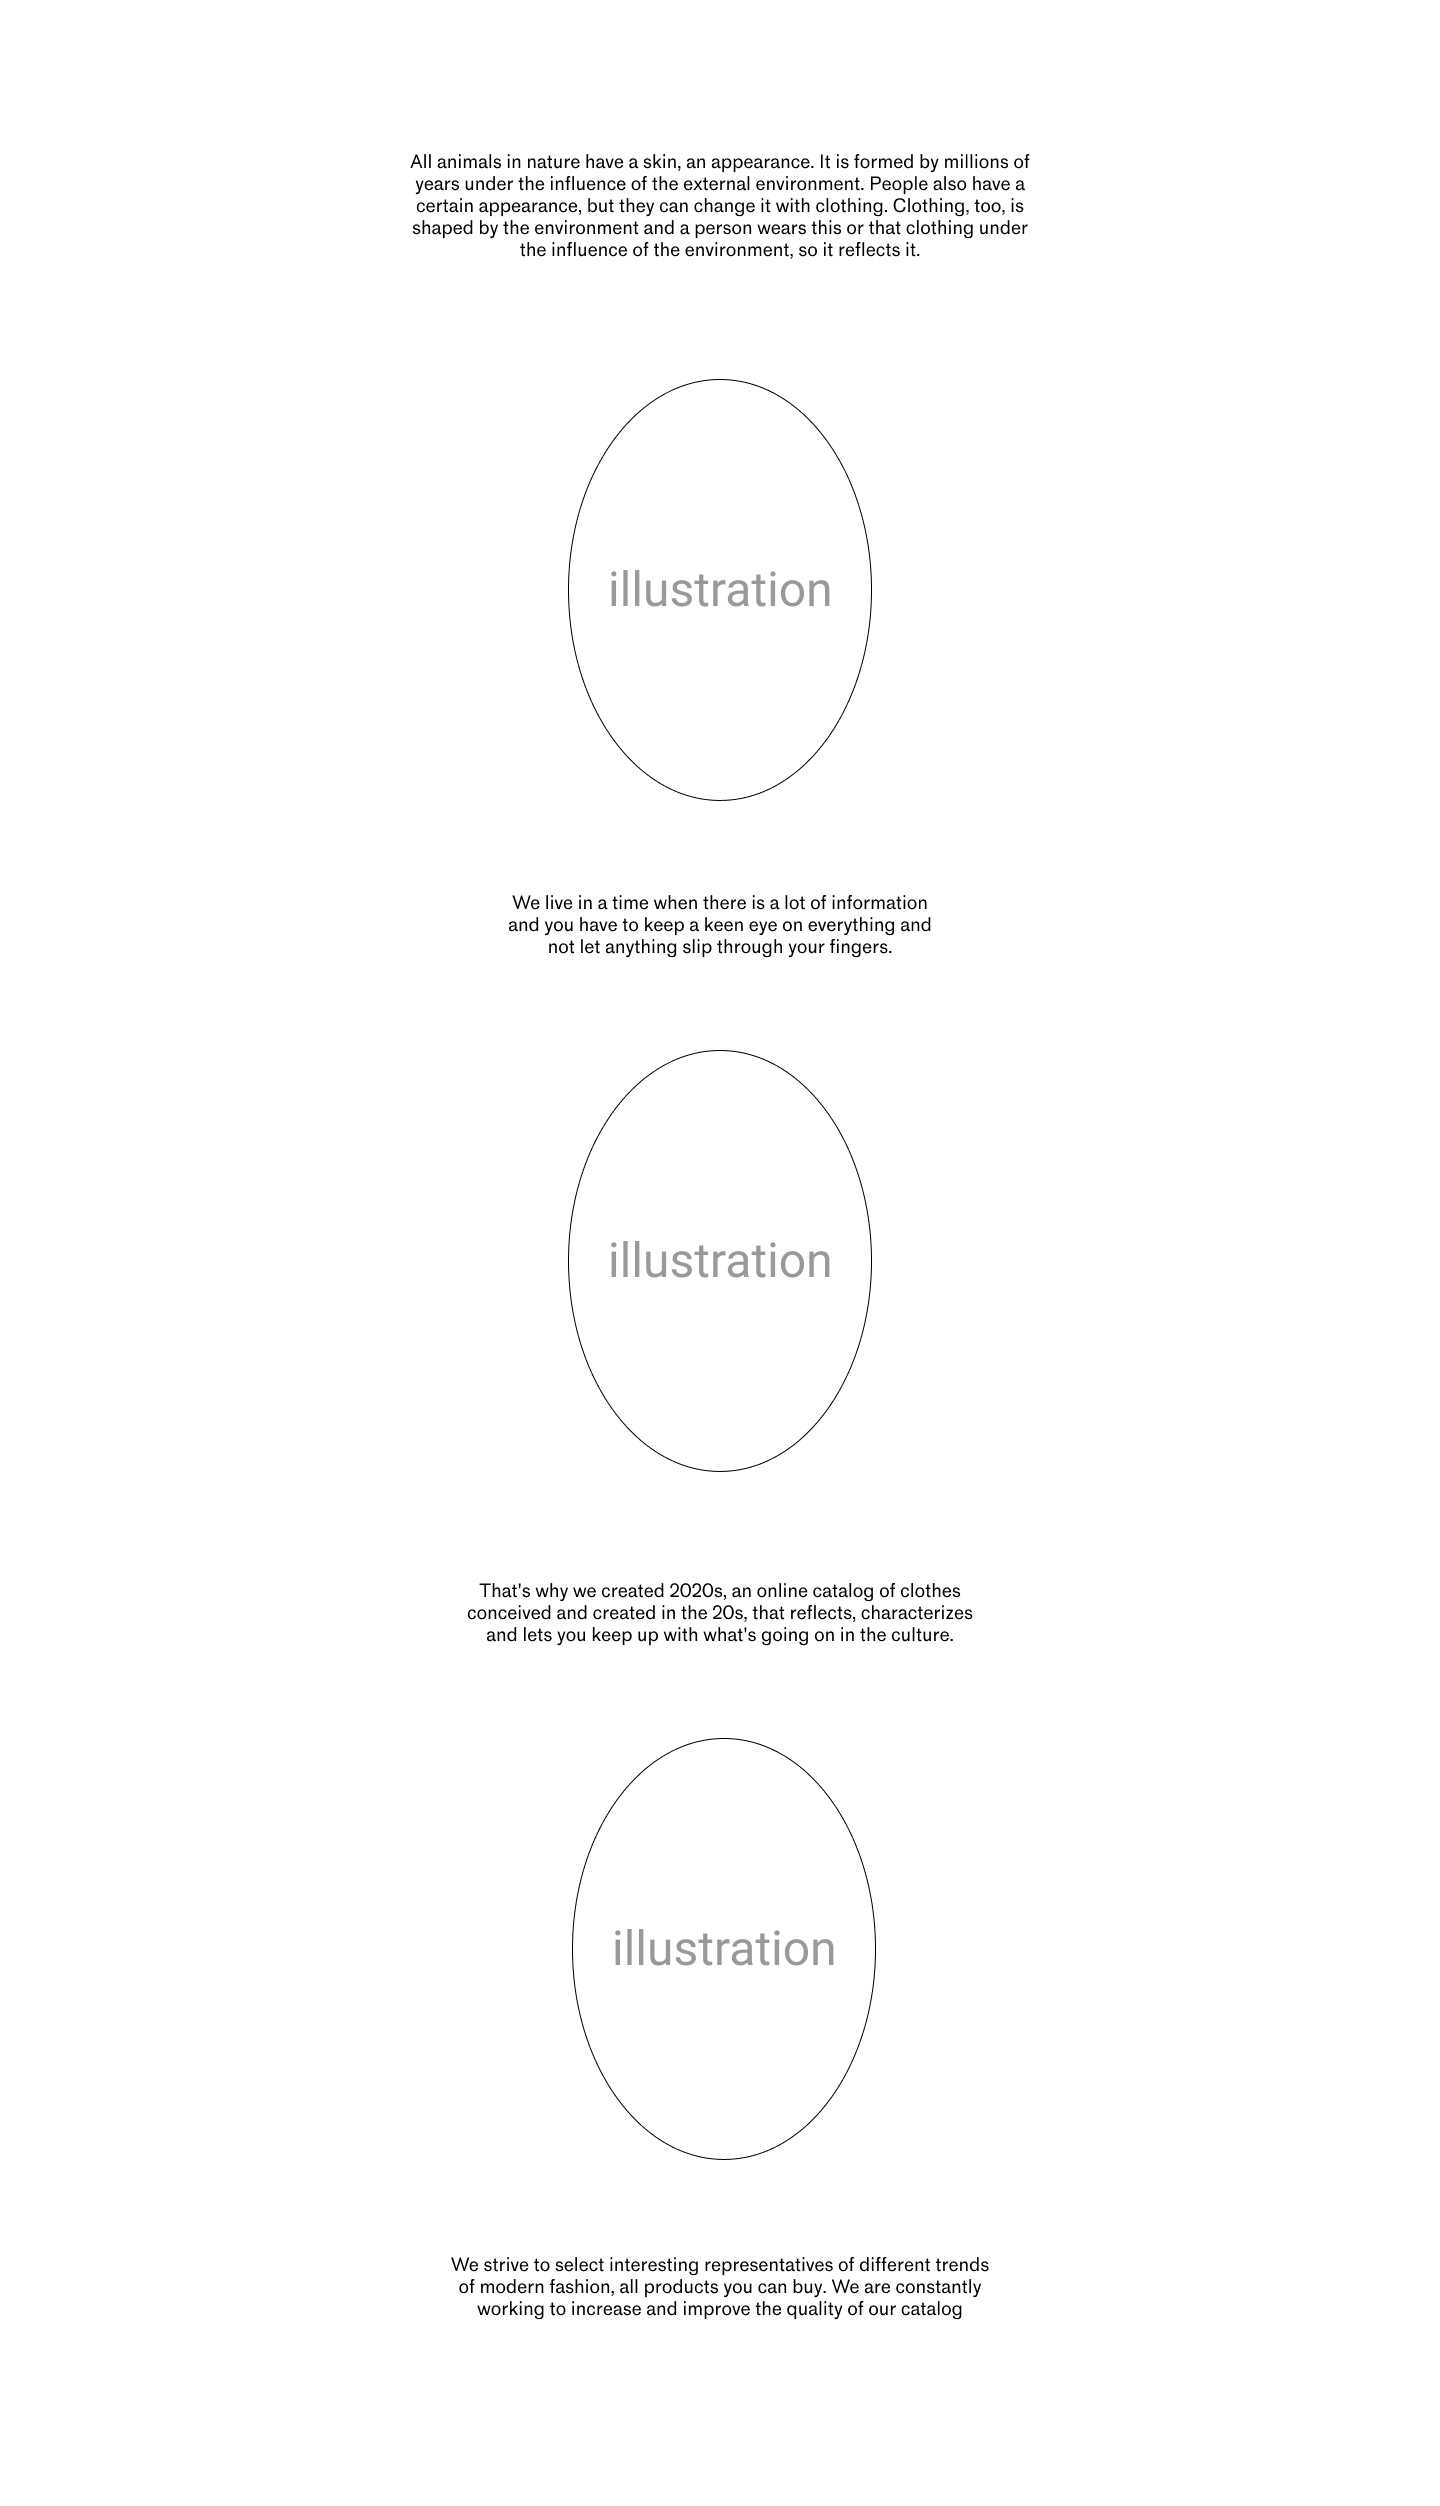 All animals in nature have a skin, an appearance. It is formed by millions of
years under the influence of the external environment. People also have a
certain appearance, but they can change it with clothing. Clothing, too, is
shaped by the environment and a person wears this or that clothing under
the influence of the environment, so it reflects it.
illustration
We live in a time when there is a lot of information
and you have to keep a keen eye on everything and
not let anything slip through your fingers.
illustration
That's why we created 2020s, an online catalog of clothes
conceived and created in the 20s, that reflects, characterizes
and lets you keep up with what's going on in the culture.
illustration
We strive to select interesting representatives of different trends
of modern fashion, all products you can buy. We are constantly
working to increase and improve the quality of our catalog